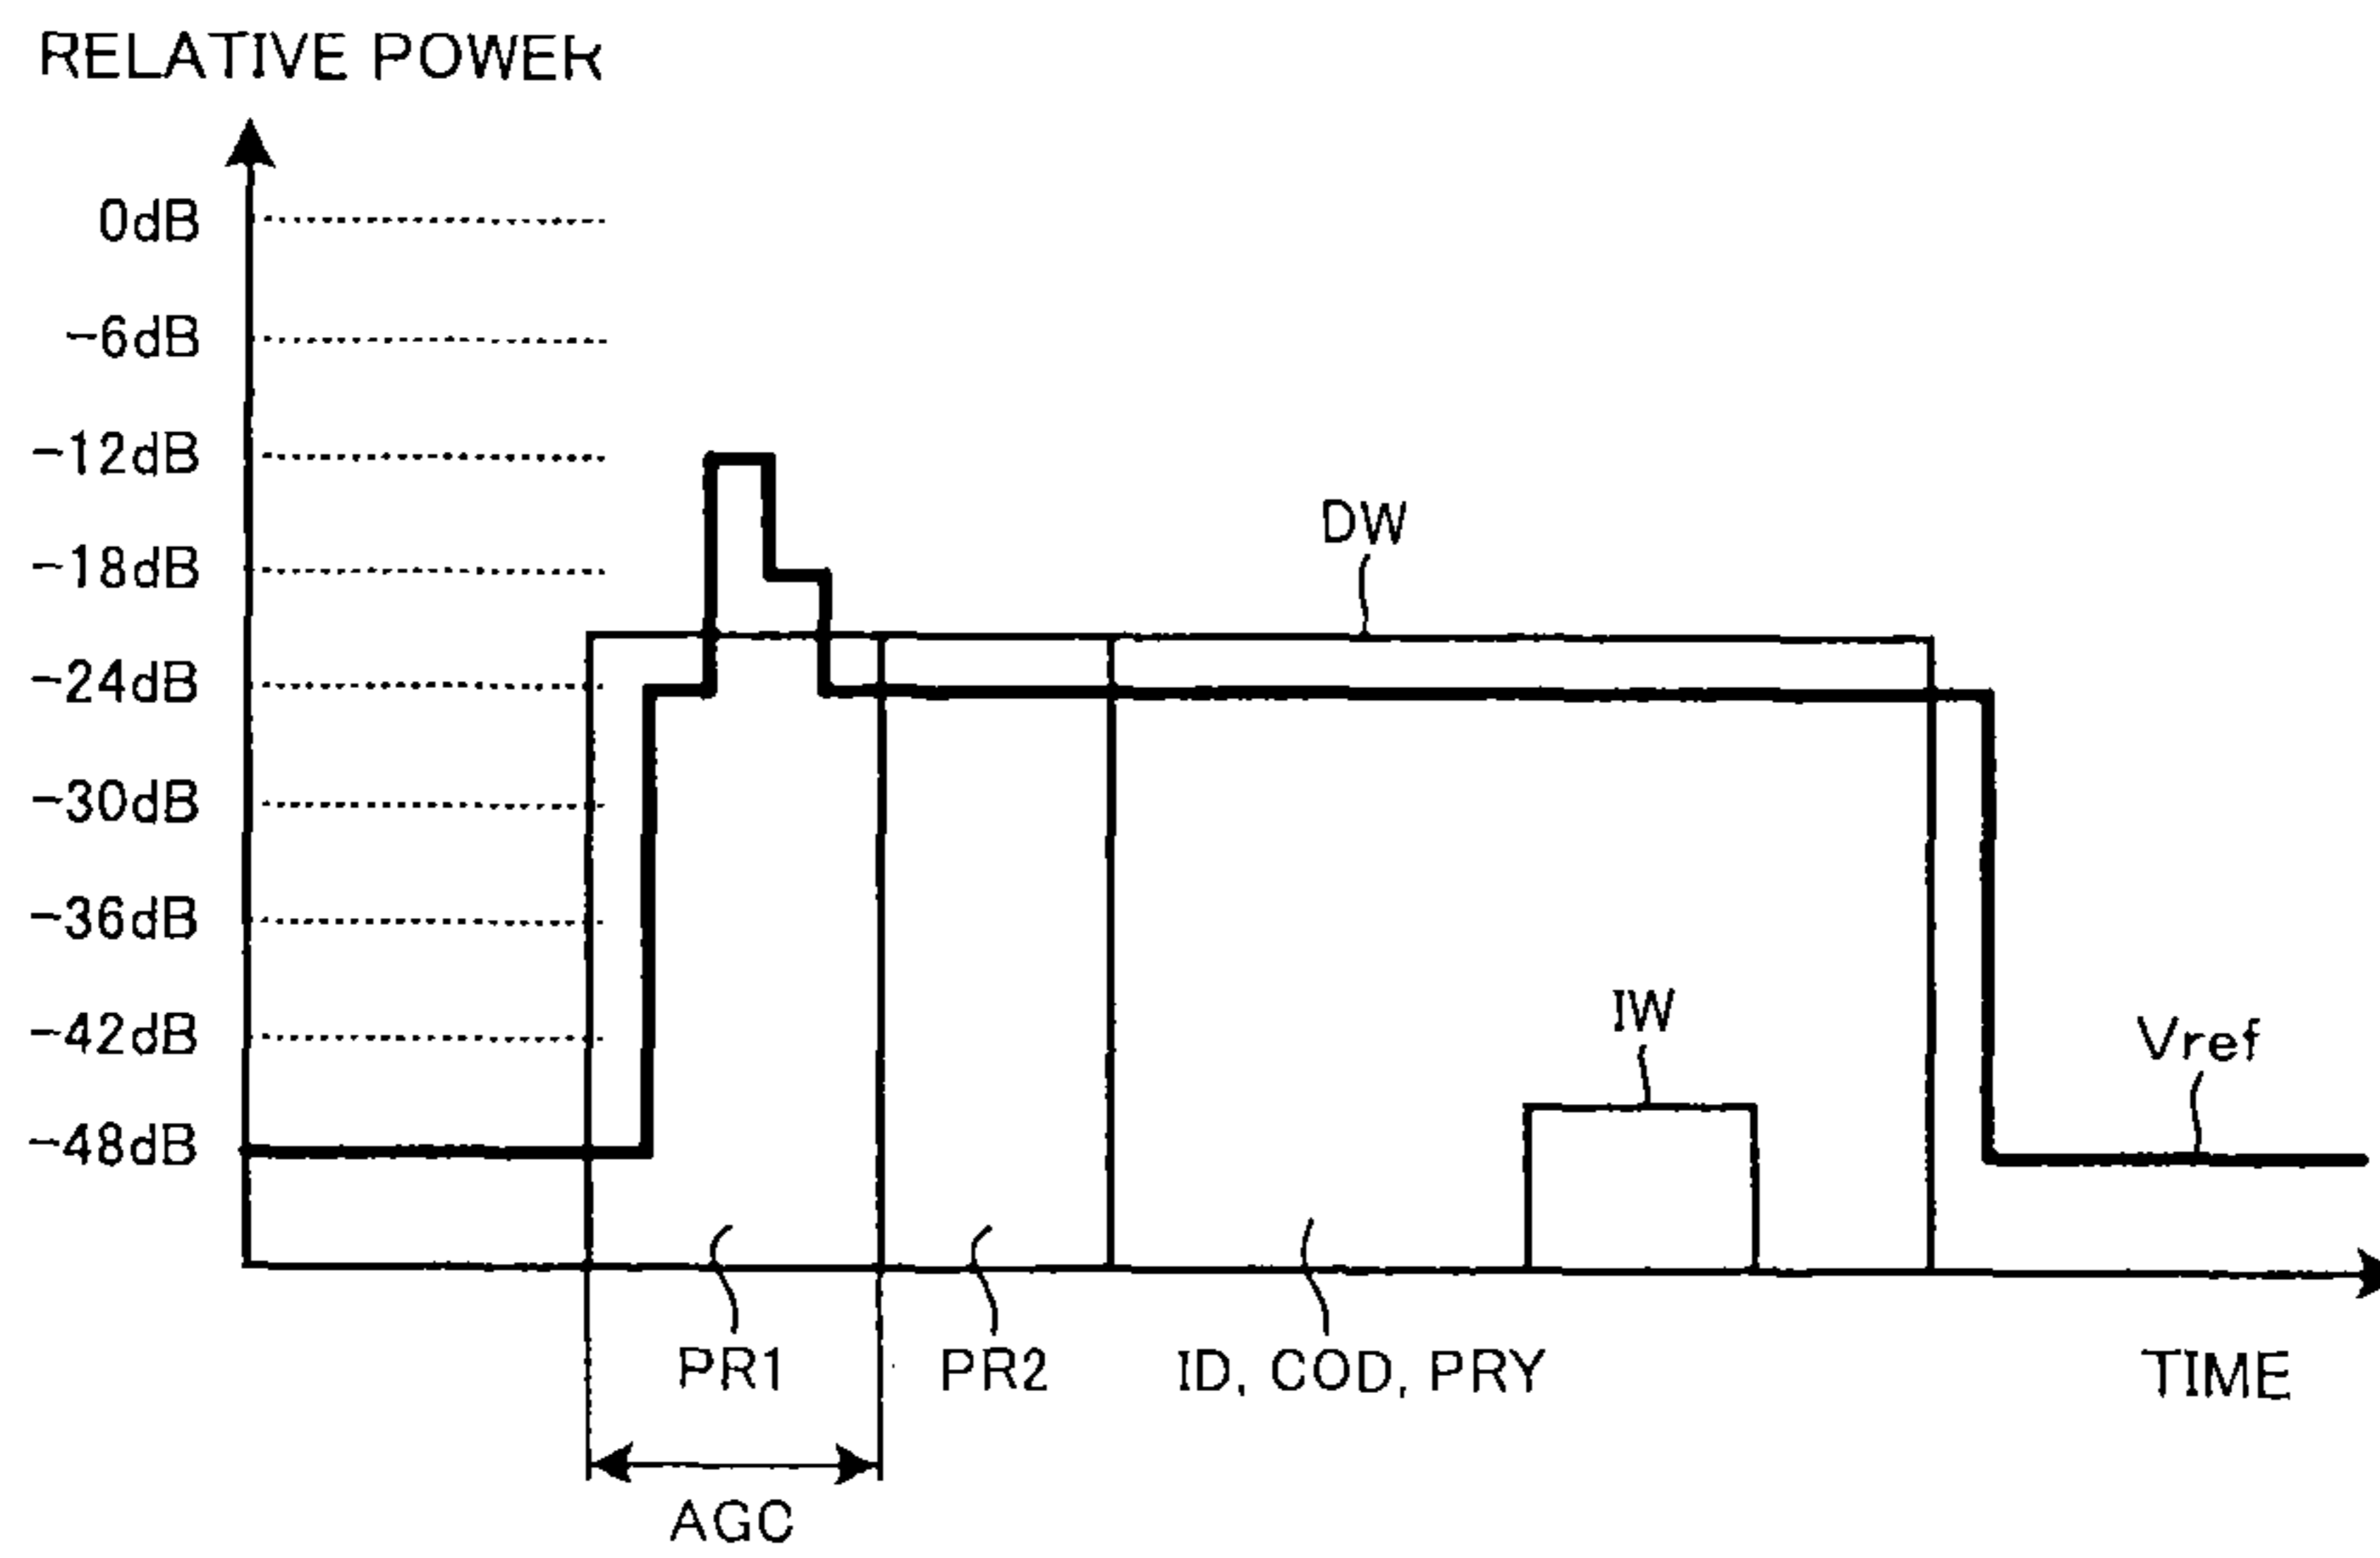 RELATIVE POWER
0dB
-6dB
-12dB
DW
-18dB
-24dB
-30dB
-36dB
IW
-42dB
Vref
-48dB
PR1
PR2
ID, COD, PRY
TIME
AGC